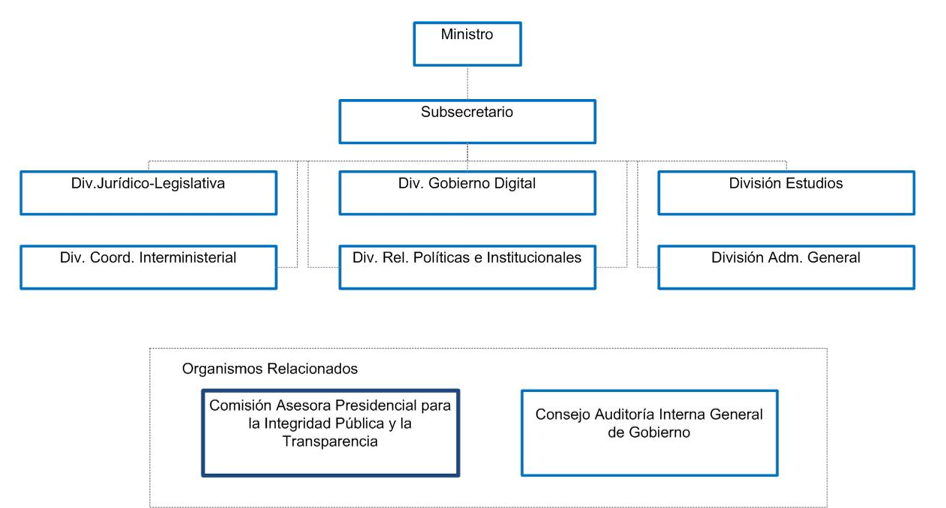 Ministro
Subsecretario
Div.Jurídico-Legislativa
Div. Gobierno Digital
División Estudios
Div. Coord. Interministerial
Div. Rel. Políticas e Institucionales
División Adm. General
Organismos Relacionados
Comisión Asesora Presidencial para
la Integridad Pública y la
Transparencia
Consejo Auditoría Interna General
de Gobierno